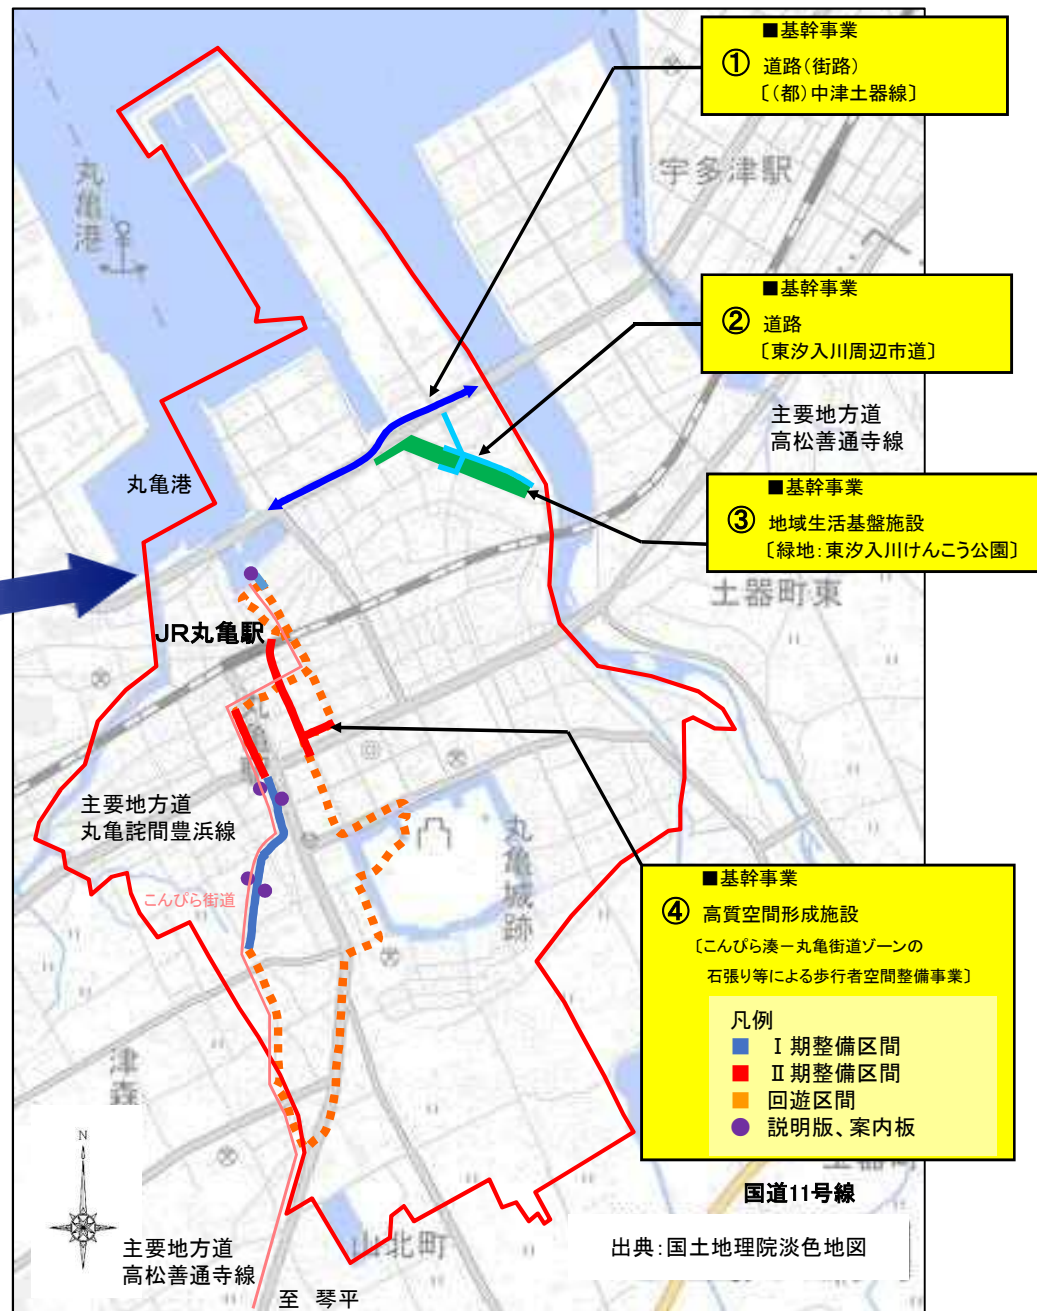 ■基幹事業
① 道路(街路)
〔(都)中津土器線〕
宇多津駅
丸亀港
■基幹事業
② 道路
〔東汐入川周辺市道〕
主要地方道
高松善通寺線
丸亀港
■基幹事業
③ 地域生活基盤施設
〔緑地:東汐入川けんこう公園〕
土器町東
JR丸亀駅
主要地方道
丸亀詫間豊浜線
丸亀城跡
こんぴら街道
■基幹事業
④ 高質空間形成施設
〔こんぴら湊−丸亀街道ゾーンの
石張り等による歩行者空間整備事業〕
凡例
Ⅰ期整備区間
Ⅱ期整備区間
回遊区間
説明版、案内板
津森
N
国道11号線
山北町
主要地方道
高松善通寺線
出典:国土地理院淡色地図
至 琴平